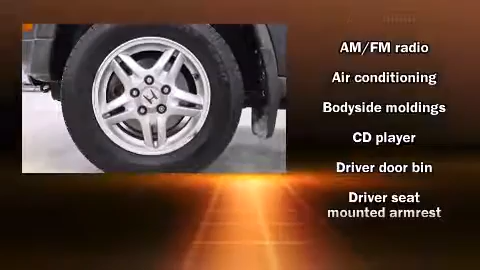 AM/FM radio
Air conditioning
Bodyside moldings
CD player
Driver door bin
Driver seat
mounted armrest